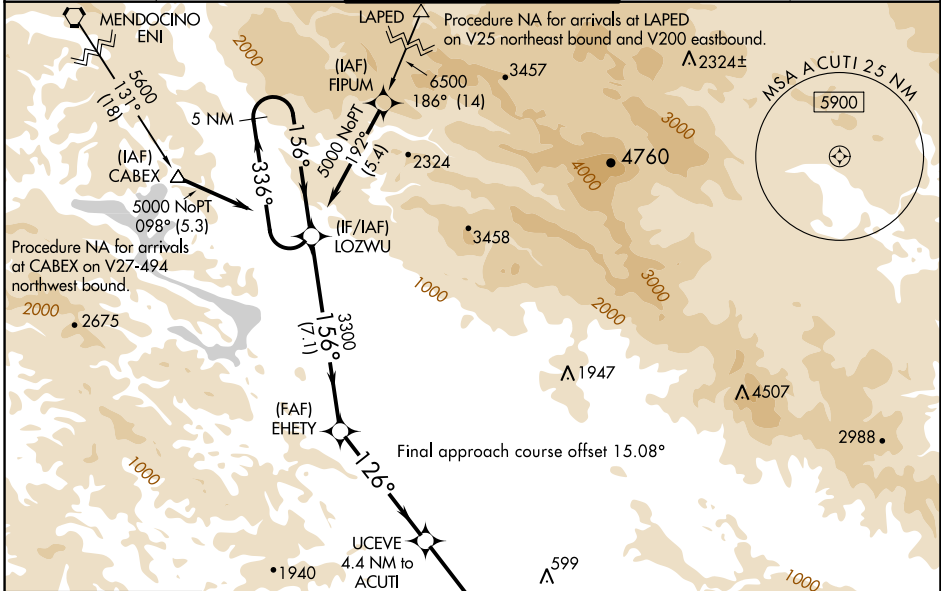 MENDOCINO
ENI
5600
131°
(18)
(IAF)
CABEX
5000 NoPT
098° (5.3)
Procedure NA for arrivals
at CABEX on V27-494
northwest bound.
2000
2675
2000
LAPED
Procedure NA for arrivals at LAPED
on V25 northeast bound and V200 eastbound.
6500
186° (14)
(IAF)
FIPUM
5000 NoPT
192°
(5.4)
5 NM
156°
336°
(IF/IAF)
LOZWU
3457
2324±
2324
3000
4000
4760
3458
3000
1000
2000
MSA ACUTI 25 NM
5900
3300
156°
(7.1)
1947
4507
2988
(FAF)
EHETY
Final approach course offset 15.08°
126°
1000
UCEVE
4.4 NM to
ACUTI
1940
599
1000